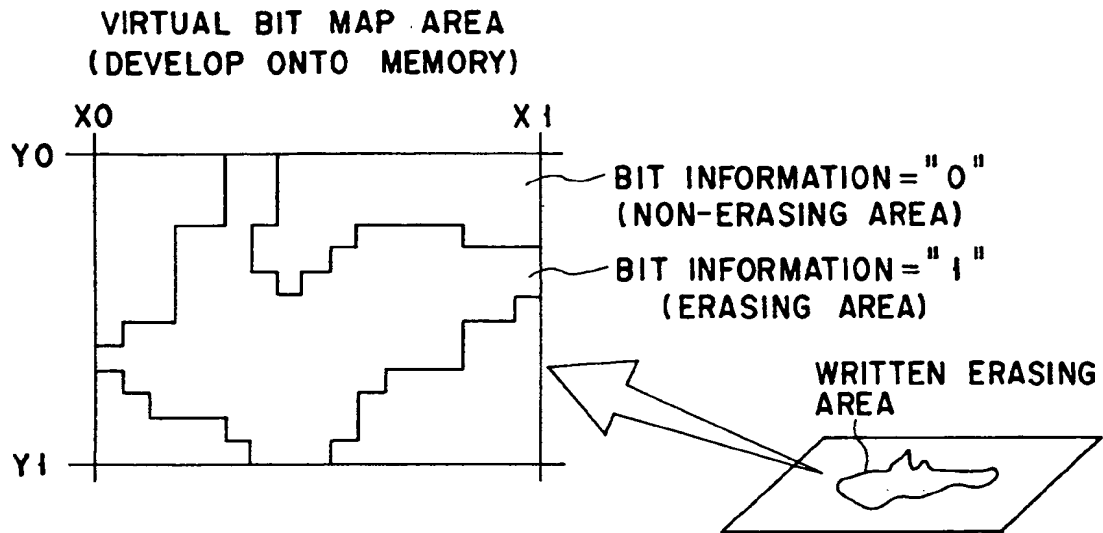 VIRTUAL BIT MAP AREA
(DEVELOP ONTO MEMORY)
X0 X1
Y0
BIT INFORMATION="0"
(NON-ERASING AREA)
BIT INFORMATION="1"
(ERASING AREA)
WRITTEN ERASING
AREA
Y1